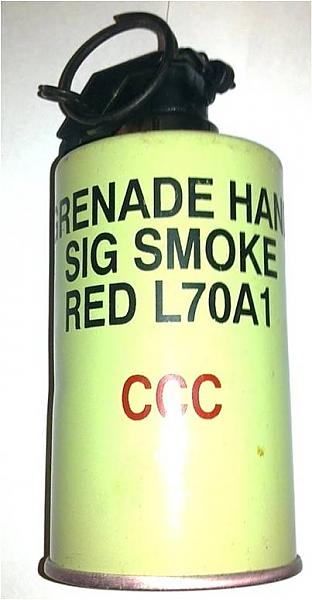 GRENADE HAN
SIG SMOKE
RED L70A1
CCC